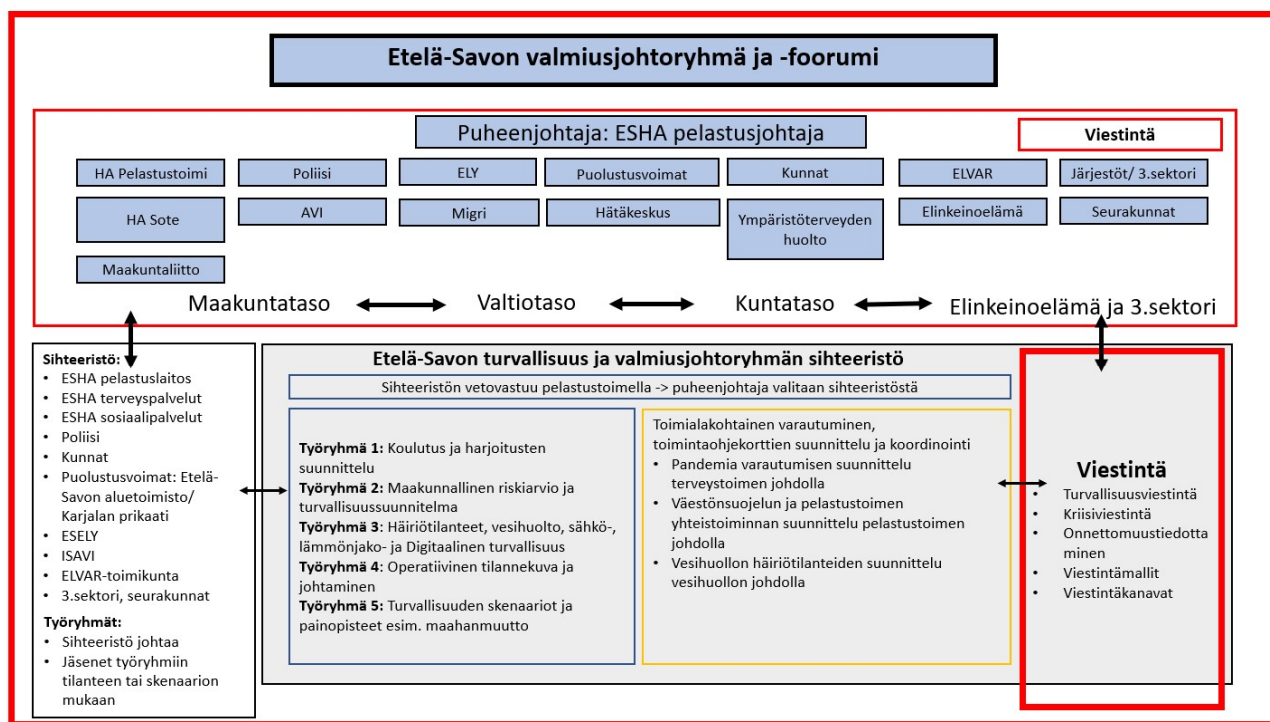 Etelä-Savon valmiusjohtoryhmä ja -foorumi
Puheenjohtaja: ESHA pelastusjohtaja
Viestintä
HA Pelastustoimi
Poliisi
ELY
Puolustusvoimat
Kunnat
ELVAR
Järjestöt/ 3.sektori
HA Sote
AVI
Migri
Hätäkeskus
Ympäristöterveyden
huolto
Elinkeinoelämä
Seurakunnat
Maakuntaliitto
Maakuntataso
Valtiotaso
Kuntataso
Elinkeinoelämä ja 3.sektori
Sihteeristö:
• ESHA pelastuslaitos
• ESHA terveyspalvelut
• ESHA sosiaalipalvelut
• Poliisi
• Kunnat
• Puolustusvoimat: Etelä-
Savon aluetoimisto/
Karjalan prikaati
• ESELY
• ISAVI
• ELVAR-toimikunta
• 3.sektori, seurakunnat
Työryhmät:
• Sihteeristö johtaa
• Jäsenet työryhmiin
tilanteen tai skenaarion
mukaan
Etelä-Savon turvallisuus ja valmiusjohtoryhmän sihteeristö
Sihteeristön vetovastuu pelastustoimella -> puheenjohtaja valitaan sihteeristöstä
Työryhmä 1: Koulutus ja harjoitusten
suunnittelu
Työryhmä 2: Maakunnallinen riskiarvio ja
turvallisuussuunnitelma
Työryhmä 3: Häiriötilanteet, vesihuolto, sähkö-,
lämmönjako- ja Digitaalinen turvallisuus
Työryhmä 4: Operatiivinen tilannekuva ja
johtaminen
Työryhmä 5: Turvallisuuden skenaariot ja
painopisteet esim. maahanmuutto
Toimialakohtainen varautuminen,
toimintaohjekorttien suunnittelu ja koordinointi
• Pandemia varautumisen suunnittelu
terveystoimen johdolla
• Väestönsuojelun ja pelastustoimen
yhteistoiminnan suunnittelu pelastustoimen
johdolla
• Vesihuollon häiriötilanteiden suunnittelu
vesihuollon johdolla
Viestintä
• Turvallisuusviestintä
• Kriisiviestintä
• Onnettomuustiedotta
minen
• Viestintämallit
• Viestintäkanavat